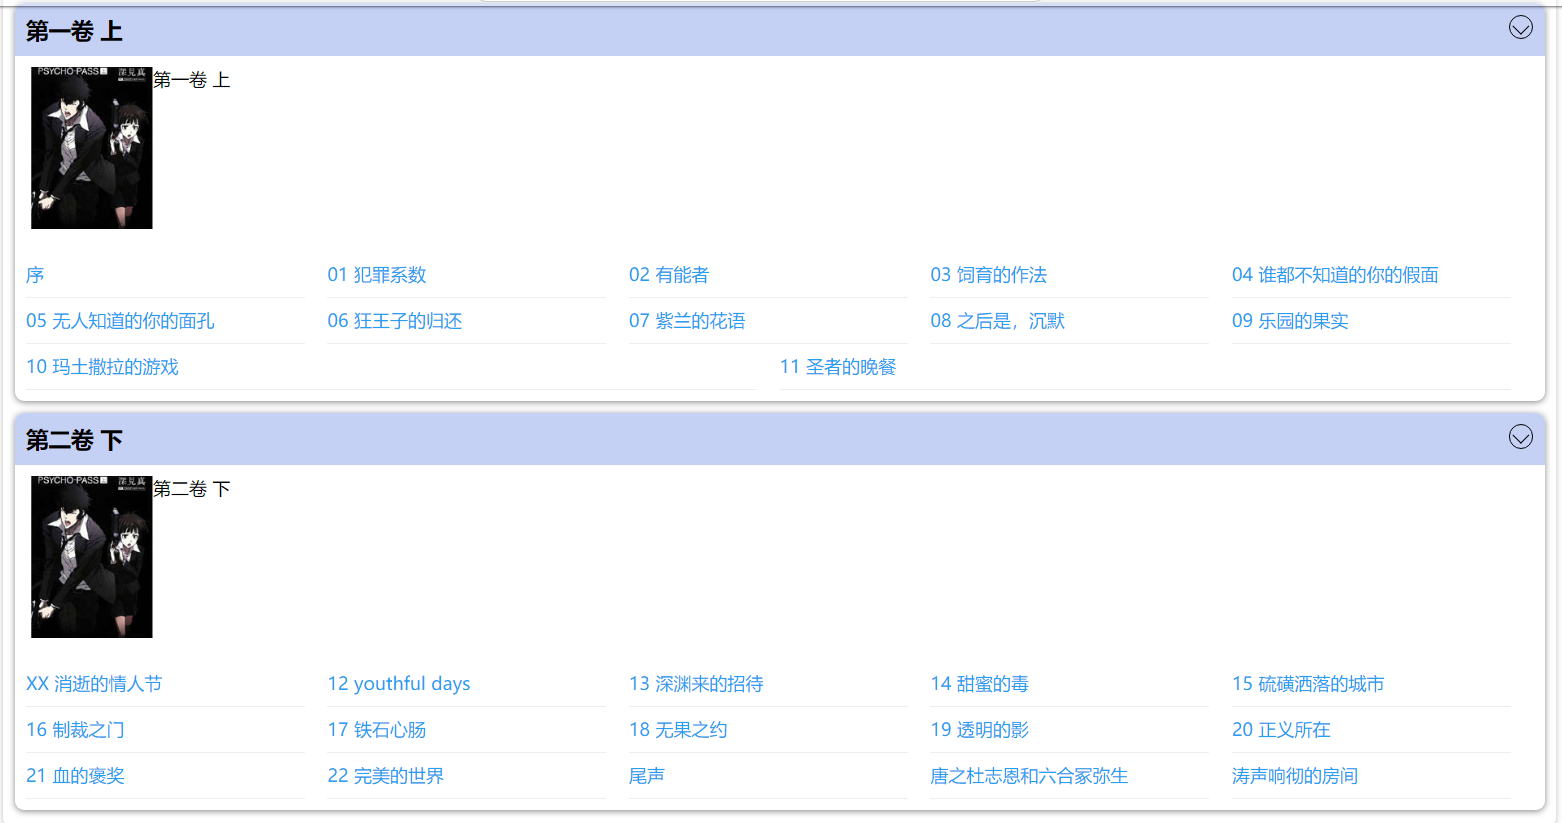 第一卷 上
PSYCHO-PASS 上 深見真
第一卷 上
序 01 犯罪系数 02 有能者 03 饲育的作法 04 谁都不知道的你的假面
05 无人知道的你的面孔 06 狂王子的归还 07 紫兰的花语 08 之后是，沉默 09 乐园的果实
10 玛土撒拉的游戏 11 圣者的晚餐
第二卷 下
PSYCHO-PASS 上 深見真
第二卷 下
XX 消逝的情人节 12 youthful days 13 深渊来的招待 14 甜蜜的毒 15 硫磺洒落的城市
16 制裁之门 17 铁石心肠 18 无果之约 19 透明的影 20 正义所在
21 血的褒奖 22 完美的世界 尾声 唐之杜志恩和六合冢弥生 涛声响彻的房间